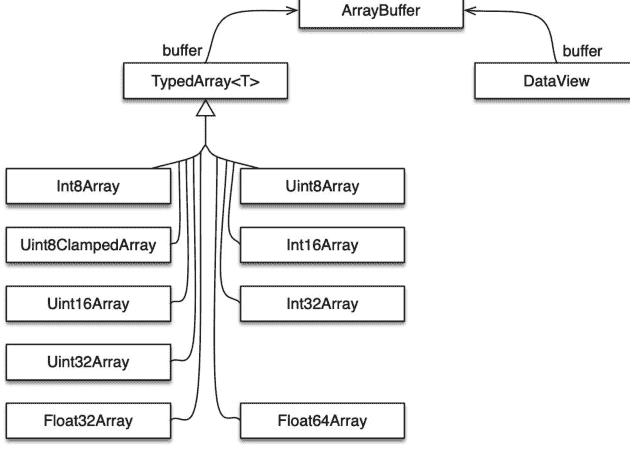 ArrayBuffer
buffer
buffer
TypedArray<T>
DataView
Int8Array
Uint8Array
Uint8ClampedArray
Int16Array
Uint16Array
Int32Array
Uint32Array
Float32Array
Float64Array